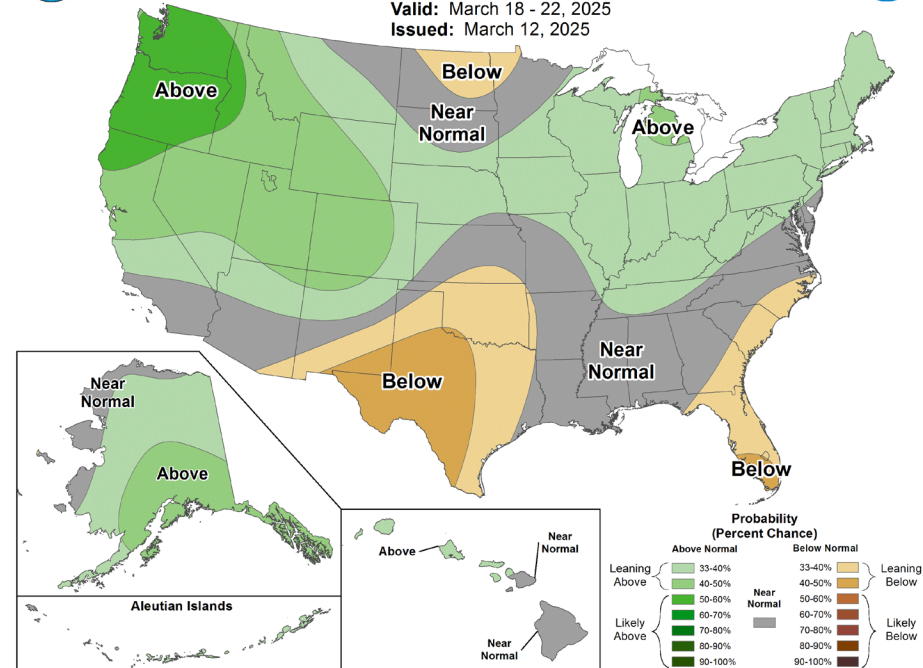 Valid: March 18 - 22, 2025
Issued: March 12, 2025
Below
Above
Near
Normal
Above
Near
Normal
Below
Below
Near
Normal
Above
Aleutian Islands
Above
Near
Normal
Near
Normal
Probability
(Percent Chance)
Above Normal
Below Normal
Leaning
Above
33-40%
40-50%
Likely
Above
50-60%
60-70%
70-80%
80-90%
90-100%
Near
Normal
33-40%
40-50%
Leaning
Below
50-60%
60-70%
70-80%
80-90%
90-100%
Likely
Below